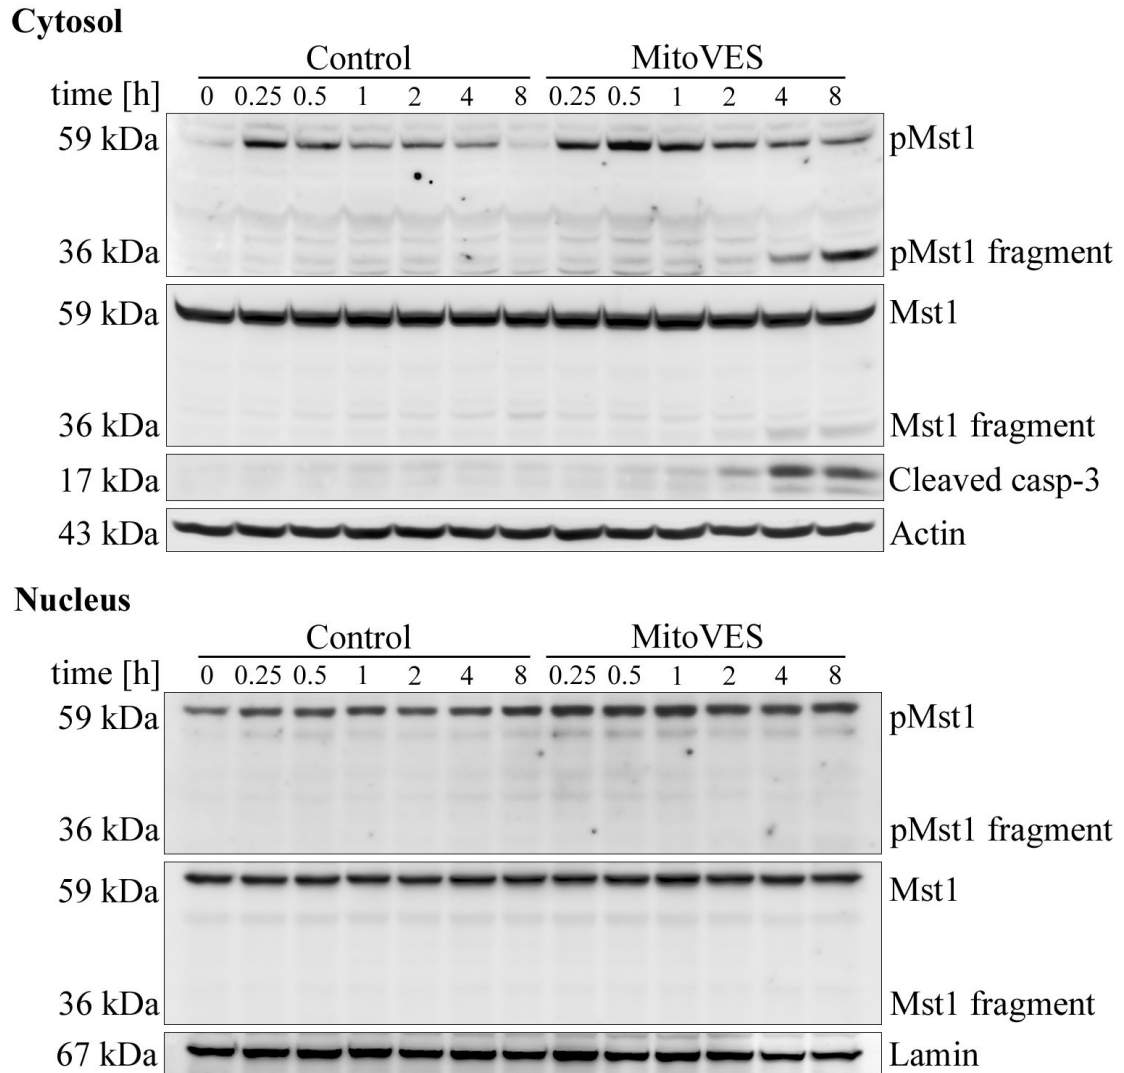 Cytosol
Control MitoVES
time [h] 0 0.25 0.5 1 2 4 8 0.25 0.5 1 2 4 8
59 kDa pMst1
36 kDa pMst1 fragment
59 kDa Mst1
36 kDa Mst1 fragment
17 kDa Cleaved casp-3
43 kDa Actin
Nucleus
Control MitoVES
time [h] 0 0.25 0.5 1 2 4 8 0.25 0.5 1 2 4 8
59 kDa pMst1
36 kDa pMst1 fragment
59 kDa Mst1
36 kDa Mst1 fragment
67 kDa Lamin